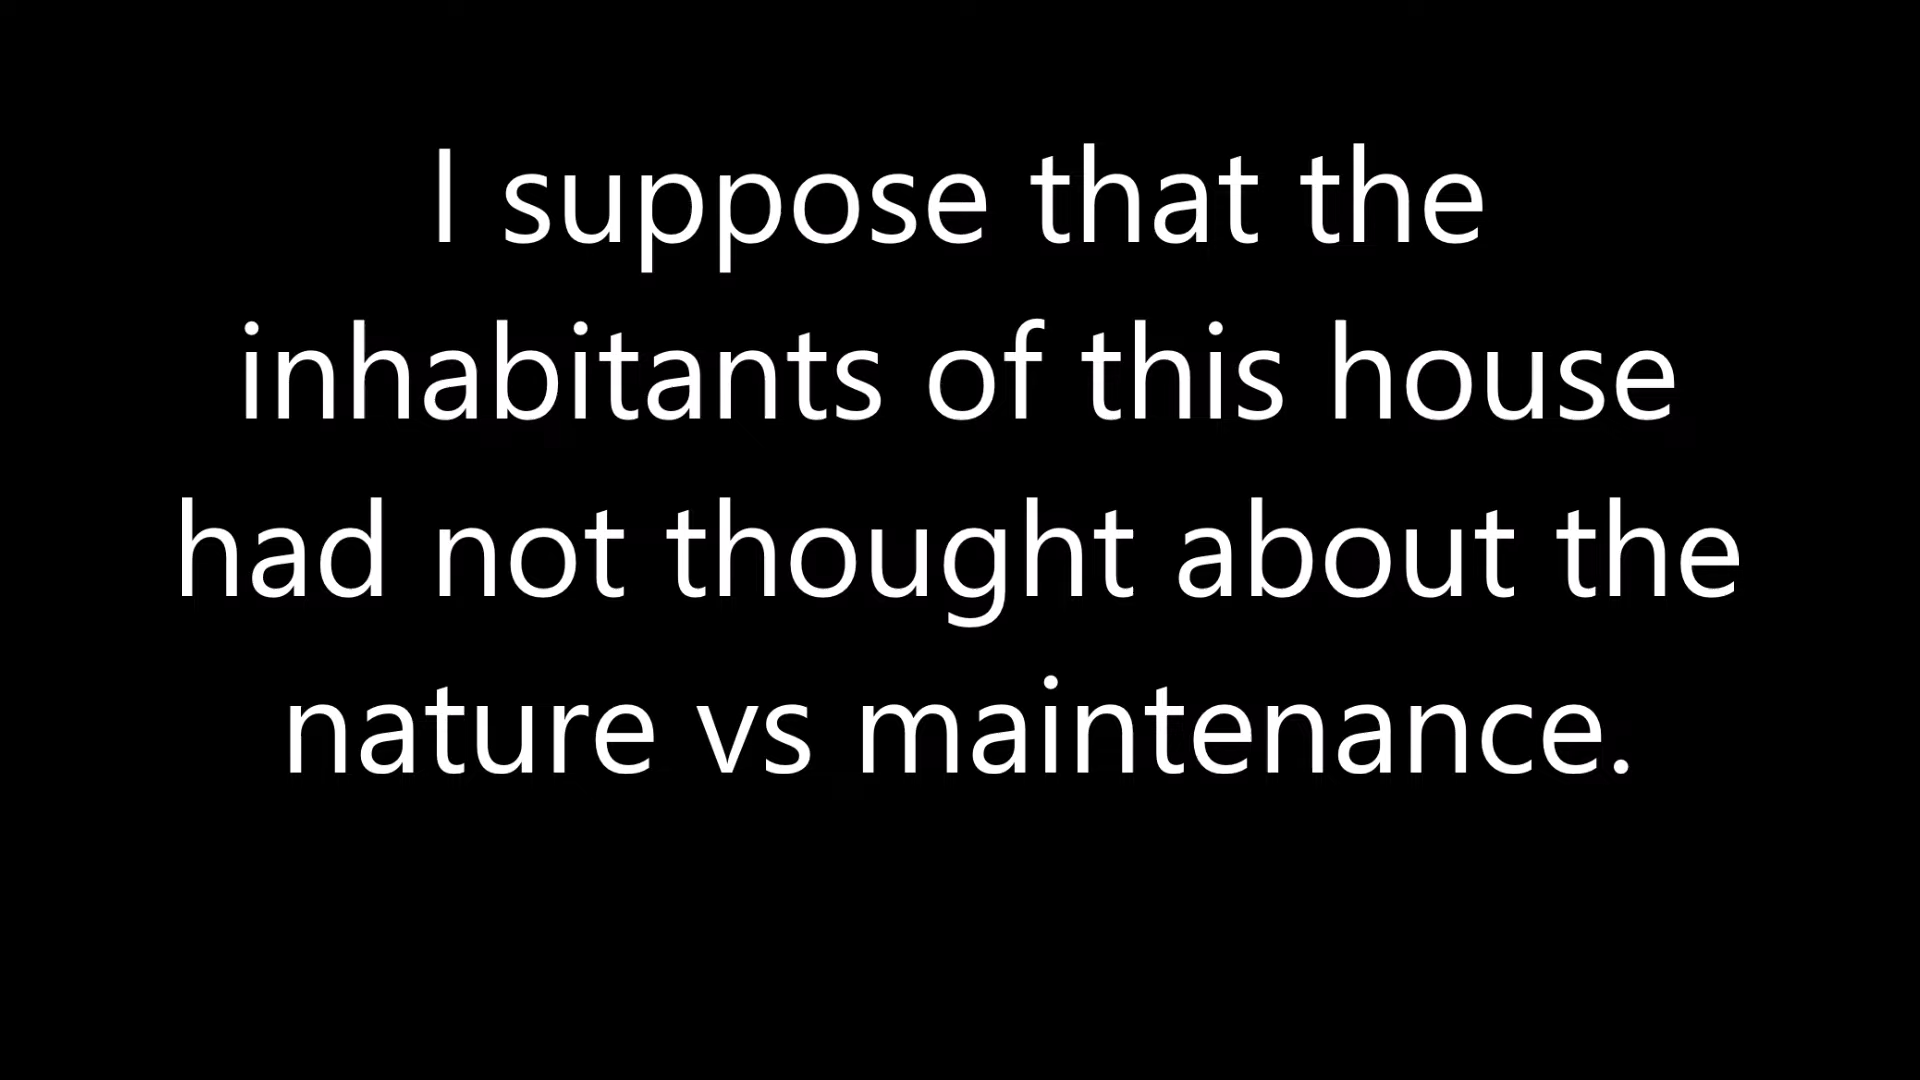 I suppose that the
inhabitants of this house
had not thought about the
nature vs maintenance.